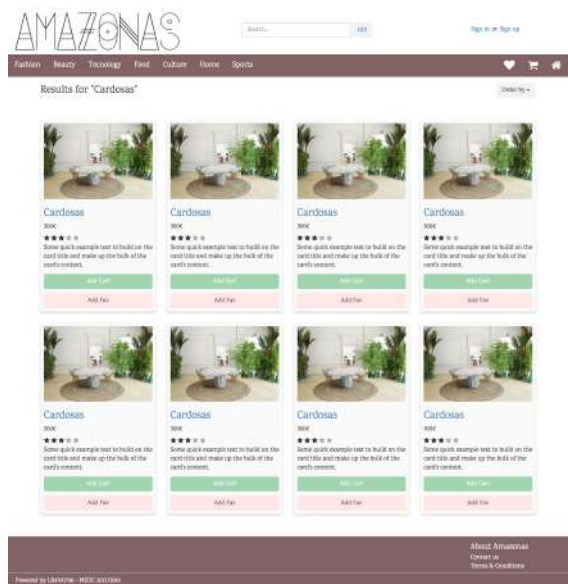 AMAZONAS
Search...
Sign in or Sign up
Fashion Beauty Tecnology Food Culture Home Sports
Results for "Cardosas"
Order By
Cardosas Cardosas Cardosas Cardosas
300€ 300€ 300€ 300€
Some quick example text to build on the Some quick example text to build on the Some quick example text to build on the Some quick example text to build on the
card title and make up the bulk of the card title and make up the bulk of the card title and make up the bulk of the card title and make up the bulk of the
card's content. card's content. card's content. card's content.
Add Cart Add Cart Add Cart Add Cart
Add Fav Add Fav Add Fav Add Fav
Cardosas Cardosas Cardosas Cardosas
300€ 300€ 300€ 300€
Some quick example text to build on the Some quick example text to build on the Some quick example text to build on the Some quick example text to build on the
card title and make up the bulk of the card title and make up the bulk of the card title and make up the bulk of the card title and make up the bulk of the
card's content. card's content. card's content. card's content.
Add Cart Add Cart Add Cart Add Cart
Add Fav Add Fav Add Fav Add Fav
About Amazonas
Contact us
Terms & Conditions
Powered by